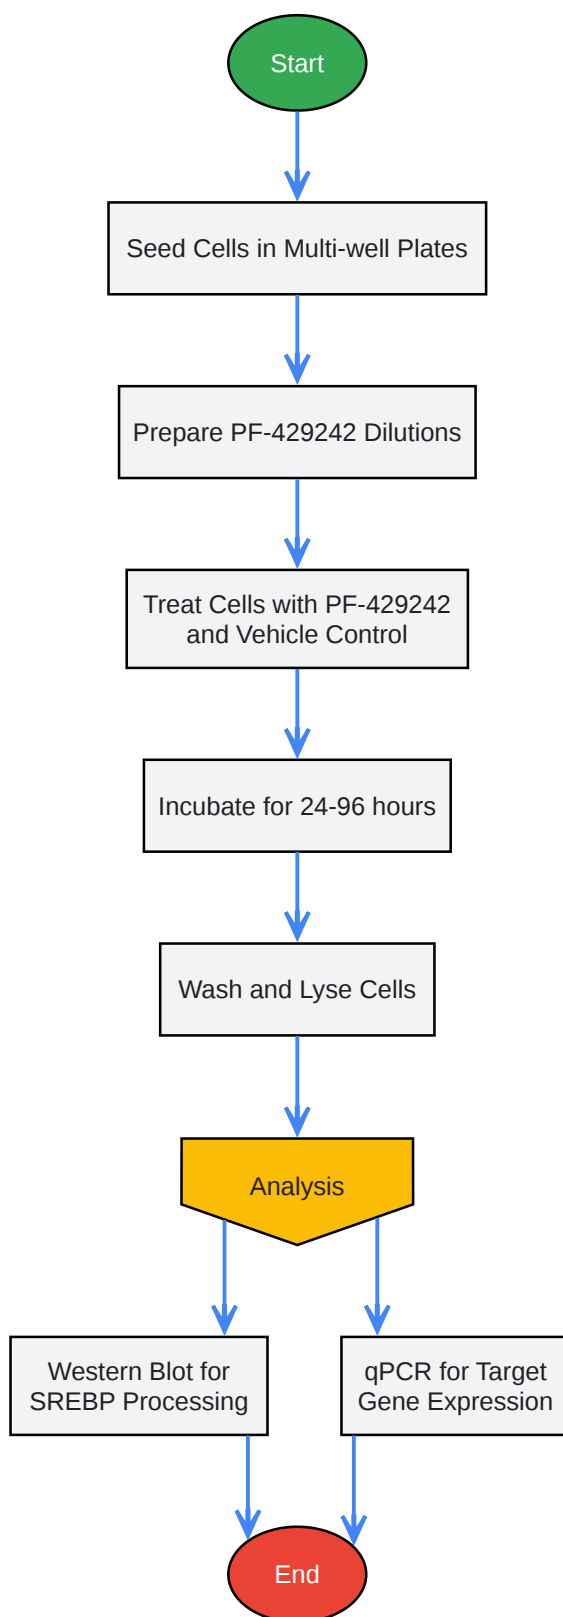 Start
Seed Cells in Multi-well Plates
Prepare PF-429242 Dilutions
Treat Cells with PF-429242
and Vehicle Control
Incubate for 24-96 hours
Wash and Lyse Cells
Analysis
Western Blot for
SREBP Processing
qPCR for Target
Gene Expression
End